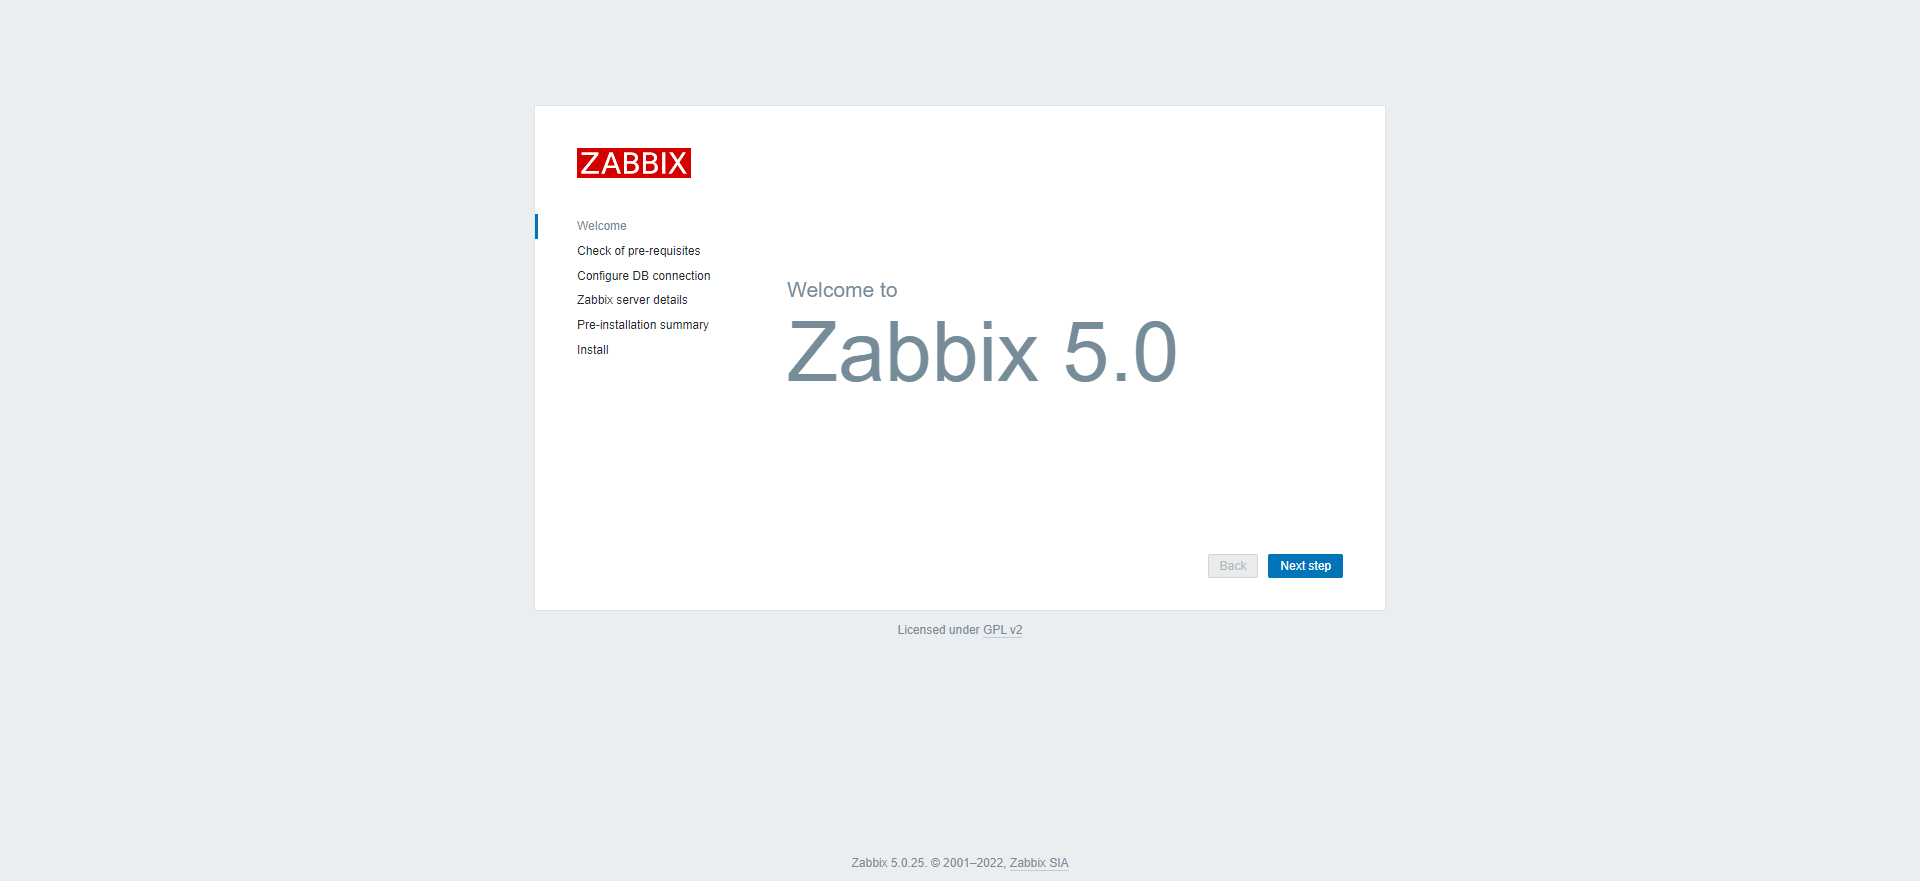 ZABBIX
Welcome
Check of pre-requisites
Configure DB connection
Zabbix server details
Pre-installation summary
Install
Welcome to
Zabbix 5.0
Back
Next step
Licensed under GPL v2
Zabbix 5.0.25. © 2001–2022, Zabbix SIA